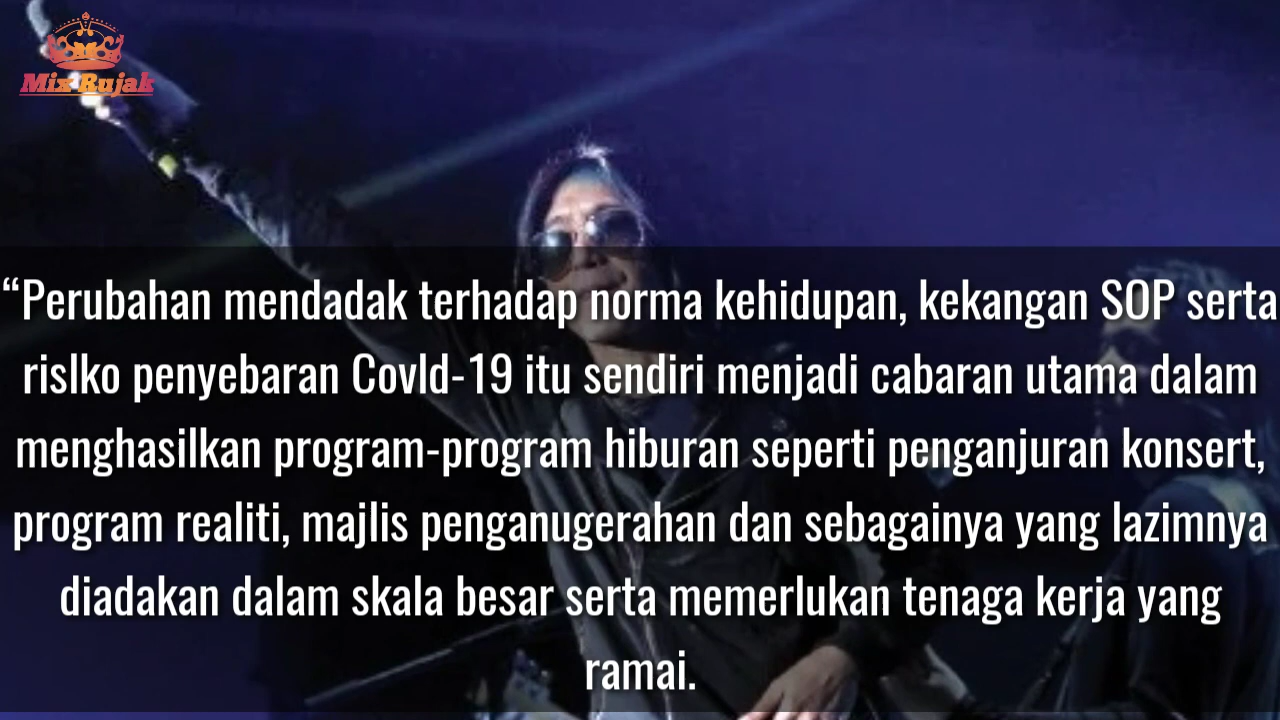 Mix Rujak
“Perubahan mendadak terhadap norma kehidupan, kekangan SOP serta
rislko penyebaran Covld-19 itu sendiri menjadi cabaran utama dalam
menghasilkan program-program hiburan seperti penganjuran konsert,
program realiti, majlis penganugerahan dan sebagainya yang lazimnya
diadakan dalam skala besar serta memerlukan tenaga kerja yang
ramai.